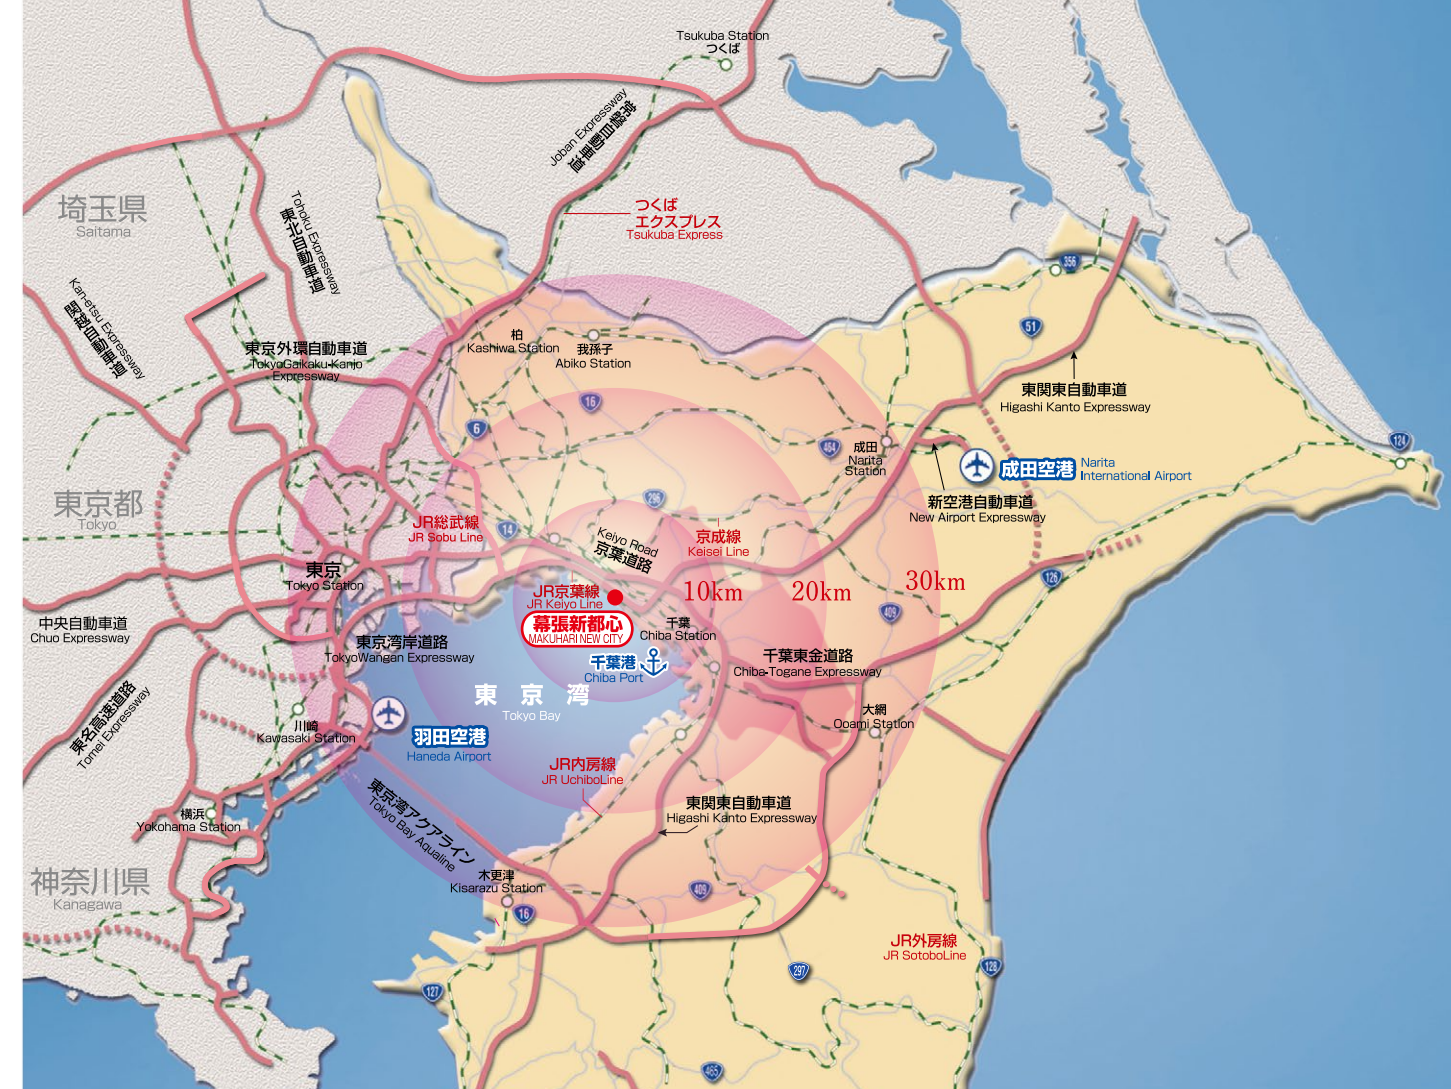 Tsukuba Station
つくば
Joban Expressway
常磐自動車道
埼玉県
Saitama
Tohoku Expressway
東北自動車道
つくば
エクスプレス
Tsukuba Express
356
Kan-etsu Expressway
関越自動車道
51
柏
Kashiwa Station
我孫子
Abiko Station
東京外環自動車道
TokyoGaikaku-Kanjo
Expressway
東関東自動車道
Higashi Kanto Expressway
16
6
464
成田
Narita
Station
124
成田空港
Narita
International Airport
東京都
Tokyo
296
新空港自動車道
New Airport Expressway
JR総武線
JR Sobu Line
14
Keiyo Road
京葉道路
京成線
Keisei Line
東京
Tokyo Station
JR京葉線
JR Keiyo Line
10km
20km
30km
126
409
中央自動車道
Chuo Expressway
幕張新都心
MAKUHARI NEW CITY
千葉
Chiba Station
東京湾岸道路
TokyoWangan Expressway
千葉港
Chiba Port
千葉東金道路
Chiba-Togane Expressway
東名高速道路
Tomei Expressway
東 京 湾
Tokyo Bay
川崎
Kawasaki Station
羽田空港
Haneda Airport
大網
Ooami Station
JR内房線
JR UchiboLine
東京湾アクアライン
Tokyo Bay Aqualine
横浜
Yokohama Station
東関東自動車道
Higashi Kanto Expressway
神奈川県
Kanagawa
木更津
Kisarazu Station
16
409
JR外房線
JR SotoboLine
127
297
128
465